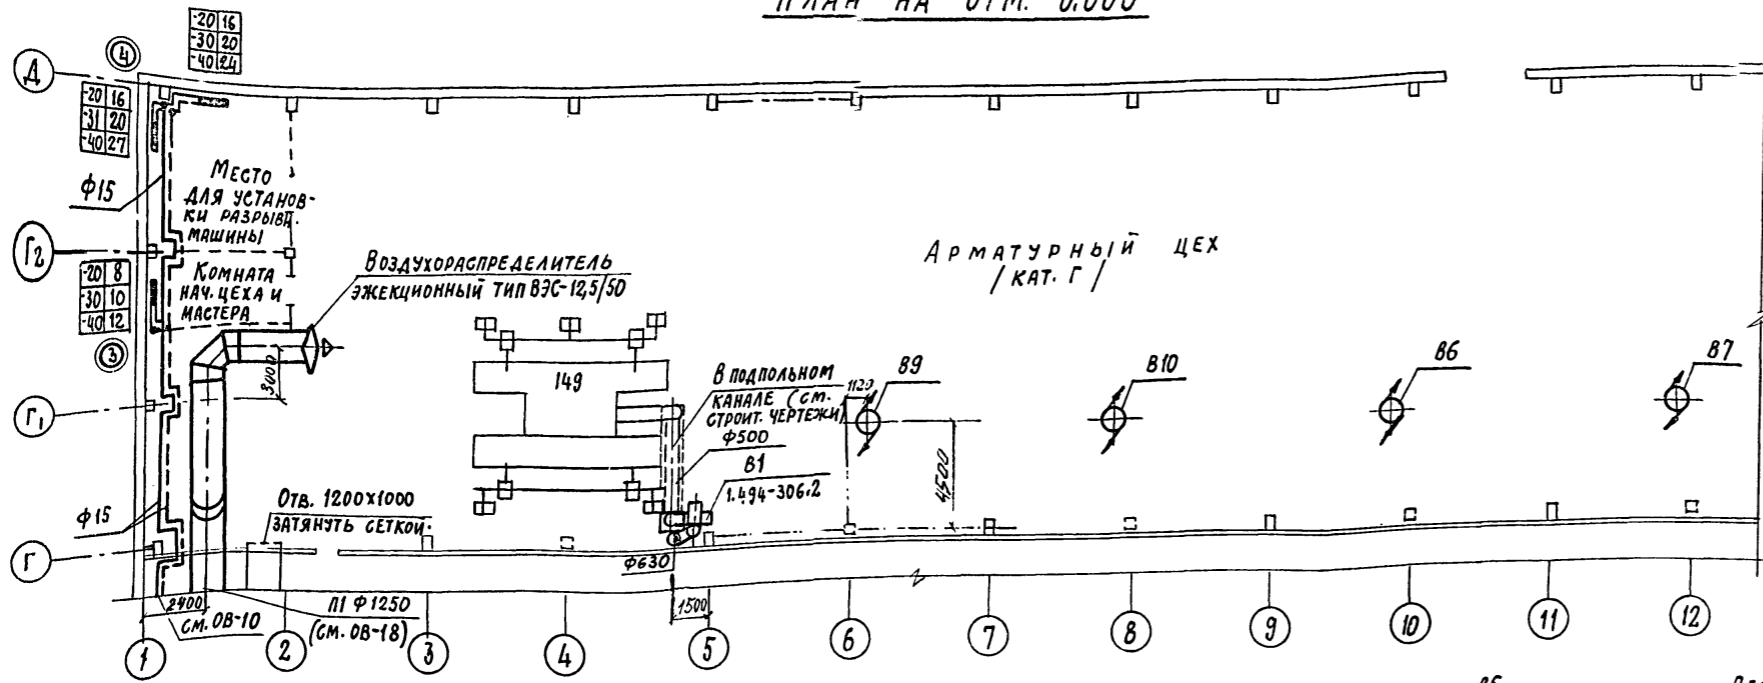 ПЛАН НА ОТМ. 0.000
-20 16
-30 20
-40 24
4
Д
-20 16
-31 20
-40 27
ф15
МЕСТО
ДЛЯ УСТАНОВ-
КИ РАЗРЫВН.
МАШИНЫ
Г2
-20 8
-30 10
-40 12
3
КОМНАТА
НАЧ. ЦЕХА И
МАСТЕРА
ВОЗДУХОРАСПРЕДЕЛИТЕЛЬ
ЭЖЕКЦИОННЫЙ ТИП ВЭС-12,5/50
АРМАТУРНЫЙ ЦЕХ
/КАТ. Г/
3000
149
В ПОДПОЛЬНОМ
КАНАЛЕ (СМ.
СТРОИТ. ЧЕРТЕЖИ)
ф500
В1
1.494-306.2
1120
В9
В10
В6
В7
4500
Г1
ОТВ. 1200х1000
ЗАТЯНУТЬ СЕТКОЙ.
ф15
Г
ф630
1500
2400
СМ. ОВ-10
П1 ф1250
(СМ. ОВ-18)
1
2
3
4
5
6
7
8
9
10
11
12